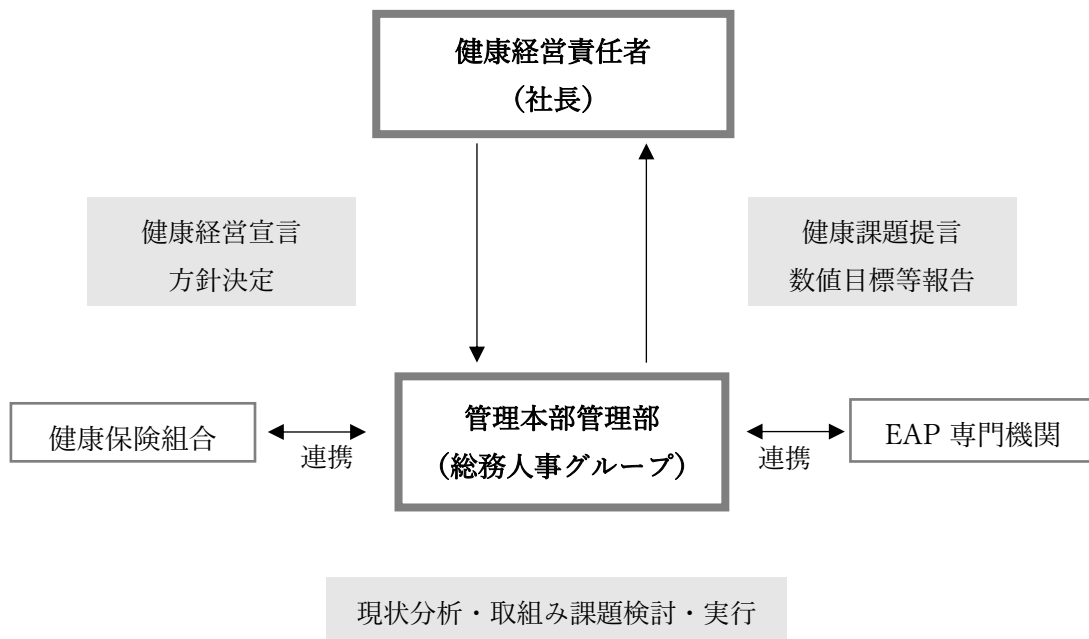 健康経営責任者
（社長）
健康経営宣言
方針決定
健康課題提言
数値目標等報告
健康保険組合
連携
管理本部管理部
（総務人事グループ）
連携
EAP 専門機関
現状分析・取組み課題検討・実行